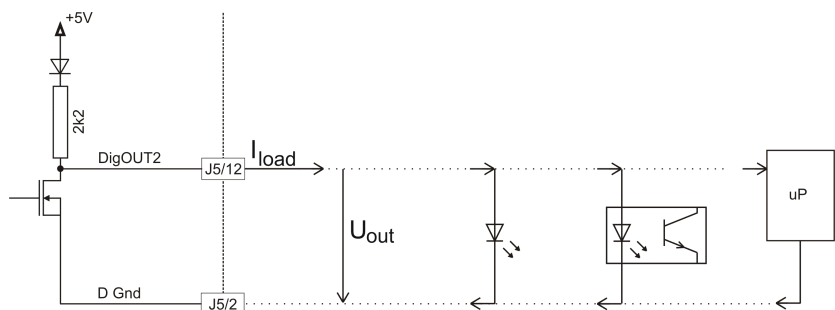 +5V
2k2
DigOUT2
J5/12
Iload
uP
Uout
D Gnd
J5/2